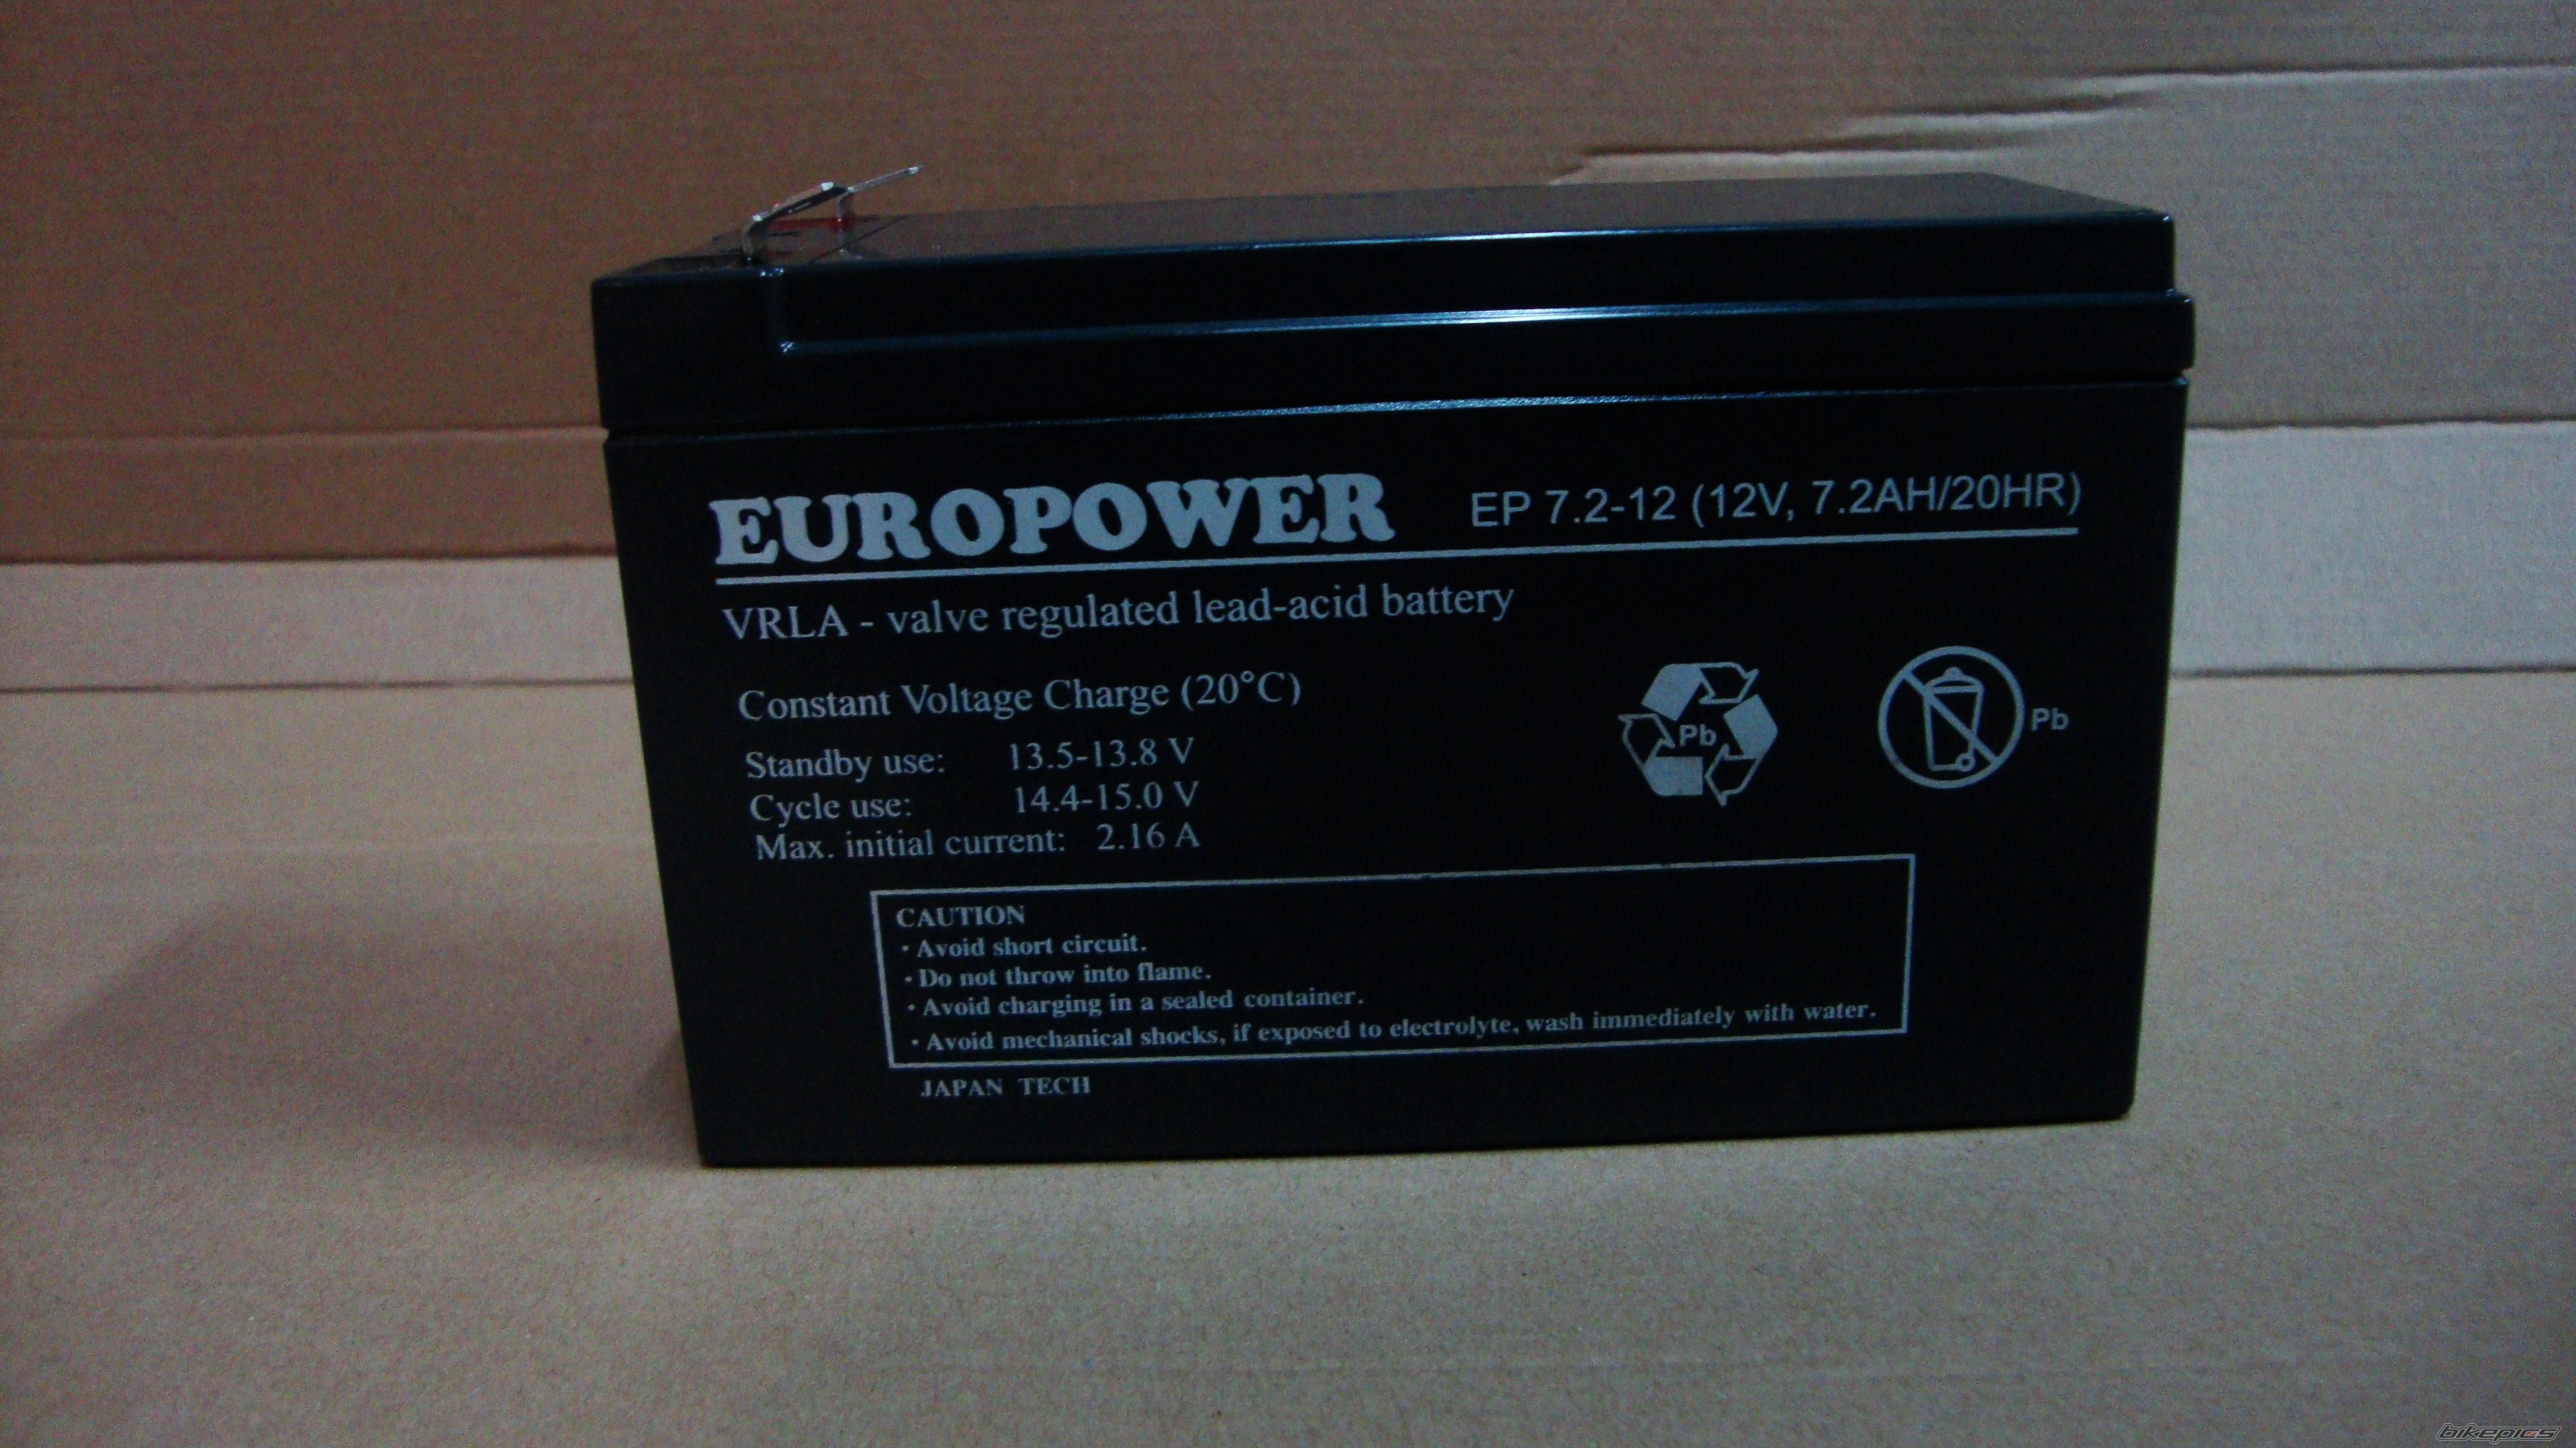 EUROPOWER EP 7.2-12 (12V, 7.2AH/20HR)
VRLA - valve regulated lead-acid battery
Constant Voltage Charge (20°C)
Standby use: 13.5-13.8 V
Cycle use: 14.4-15.0 V
Max. initial current: 2.16 A
Pb
Pb
CAUTION
· Avoid short circuit.
· Do not throw into flame.
· Avoid charging in a sealed container.
· Avoid mechanical shocks, if exposed to electrolyte, wash immediately with water.
JAPAN TECH
bikepics